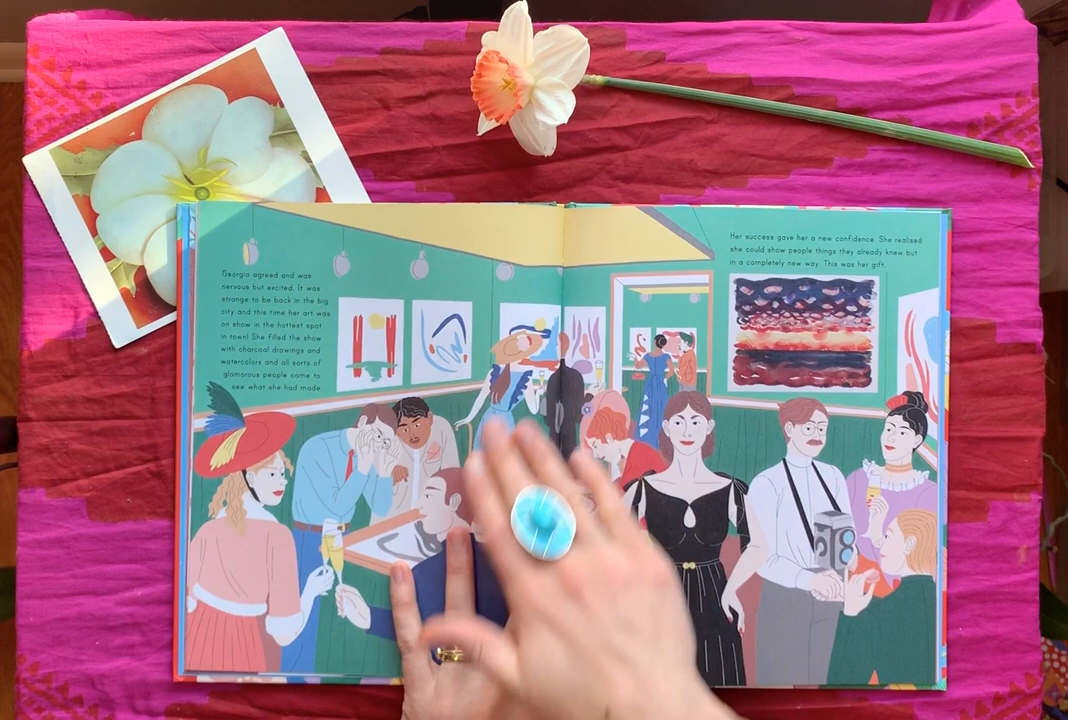 Georgia agreed and was
nervous but excited. It was
strange to be back in the big
city and this time her art was
on show in the hottest spot
in town! She filled the show
with charcoal drawings and
watercolors and all sorts of
glamorous people came to
see what she had made.
Her success gave her a new confidence. She realised
she could show people things they already knew but
in a completely new way. This was her gift.